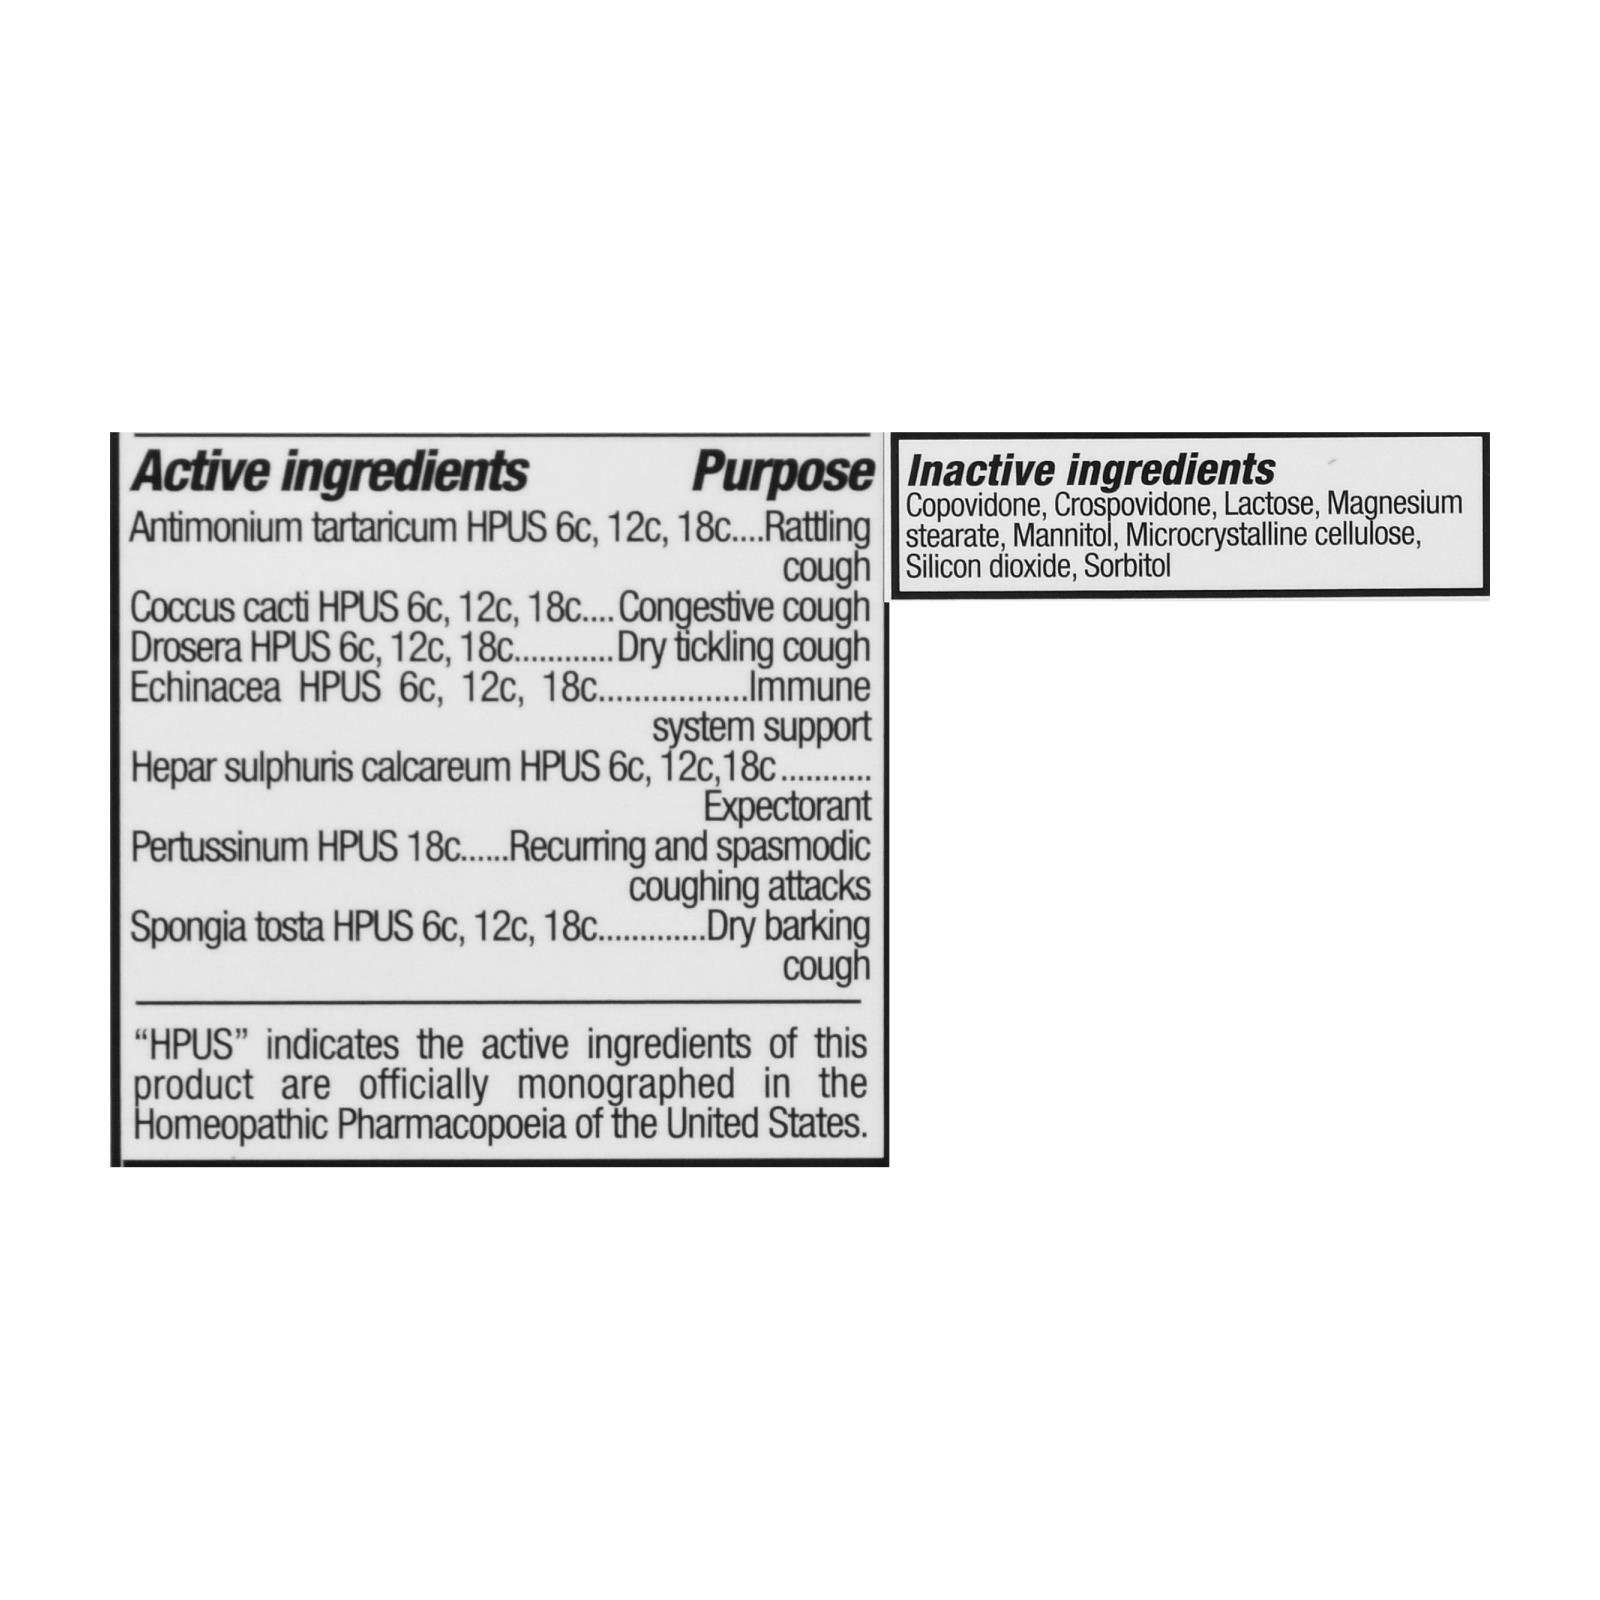 Active ingredients Purpose
Antimonium tartaricum HPUS 6c, 12c, 18c....Rattling
cough
Coccus cacti HPUS 6c, 12c, 18c....Congestive cough
Drosera HPUS 6c, 12c, 18c............Dry tickling cough
Echinacea HPUS 6c, 12c, 18c................Immune
system support
Hepar sulphuris calcareum HPUS 6c, 12c,18c...........
Expectorant
Pertussinum HPUS 18c......Recurring and spasmodic
coughing attacks
Spongia tosta HPUS 6c, 12c, 18c.............Dry barking
cough
“HPUS” indicates the active ingredients of this
product are officially monographed in the
Homeopathic Pharmacopoeia of the United States.
Inactive ingredients
Copovidone, Crospovidone, Lactose, Magnesium
stearate, Mannitol, Microcrystalline cellulose,
Silicon dioxide, Sorbitol